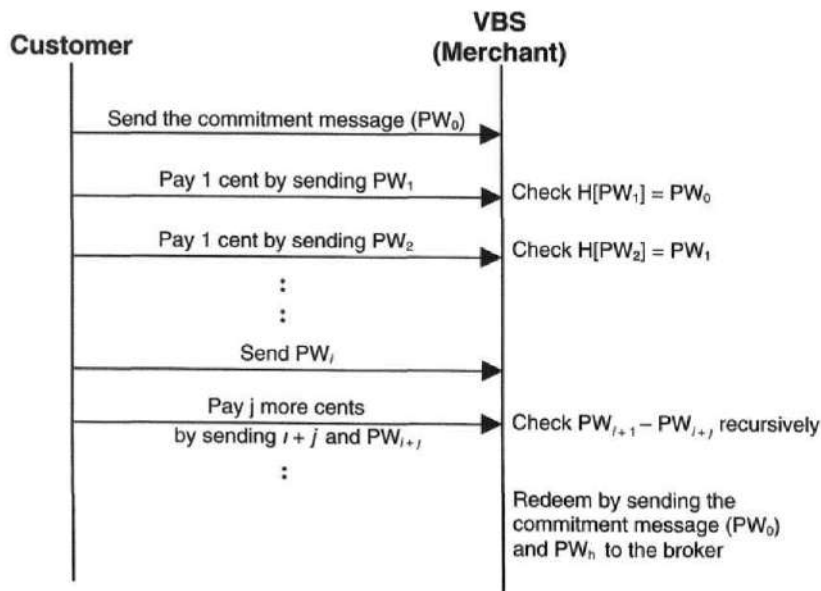 Customer
VBS
(Merchant)
Send the commitment message (PW₀)
Pay 1 cent by sending PW₁
Check H[PW₁] = PW₀
Pay 1 cent by sending PW₂
Check H[PW₂] = PW₁
:
:
Send PWᵢ
Pay j more cents
by sending i + j and PWᵢ₊ⱼ
Check PWᵢ₊₁ – PWᵢ₊ⱼ recursively
:
Redeem by sending the
commitment message (PW₀)
and PWₕ to the broker